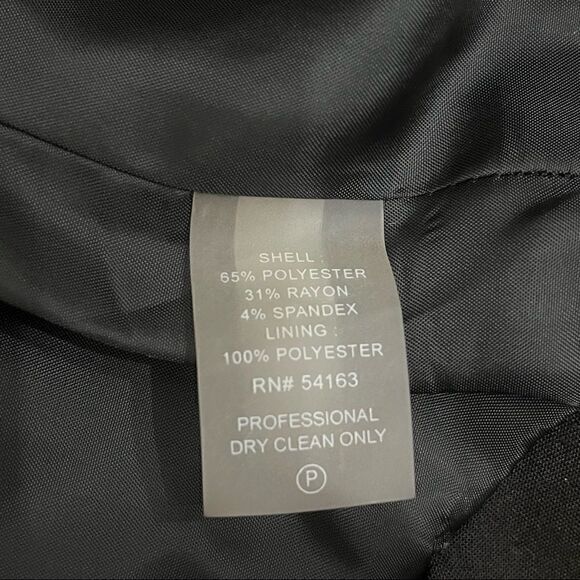 SHELL :
65% POLYESTER
31% RAYON
4% SPANDEX
LINING :
100% POLYESTER
RN# 54163
PROFESSIONAL
DRY CLEAN ONLY
P